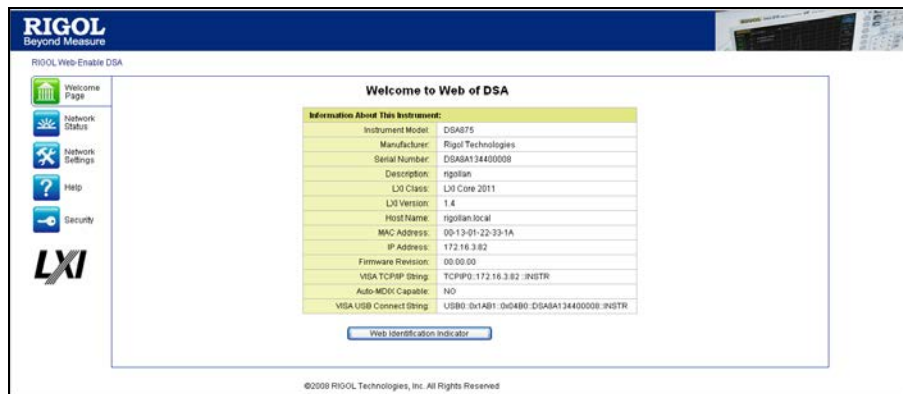 RIGOL
Beyond Measure
RIGOL Web-Enable DSA
Welcome Page
Network Status
Network Settings
Help
Security
LXI
Welcome to Web of DSA
Information About This Instrument:
Instrument Model: DSA875
Manufacturer: Rigol Technologies
Serial Number: DSA8A134400008
Description: rigollan
LXI Class: LXI Core 2011
LXI Version: 1.4
Host Name: rigollan.local
MAC Address: 00-13-01-22-33-1A
IP Address: 172.16.3.82
Firmware Revision: 00.00.00
VISA TCP/IP String: TCPIP0::172.16.3.82::INSTR
Auto-MDIX Capable: NO
VISA USB Connect String: USB0::0x1AB1::0x04B0::DSA8A134400008::INSTR
Web Identification Indicator
©2008 RIGOL Technologies, Inc. All Rights Reserved